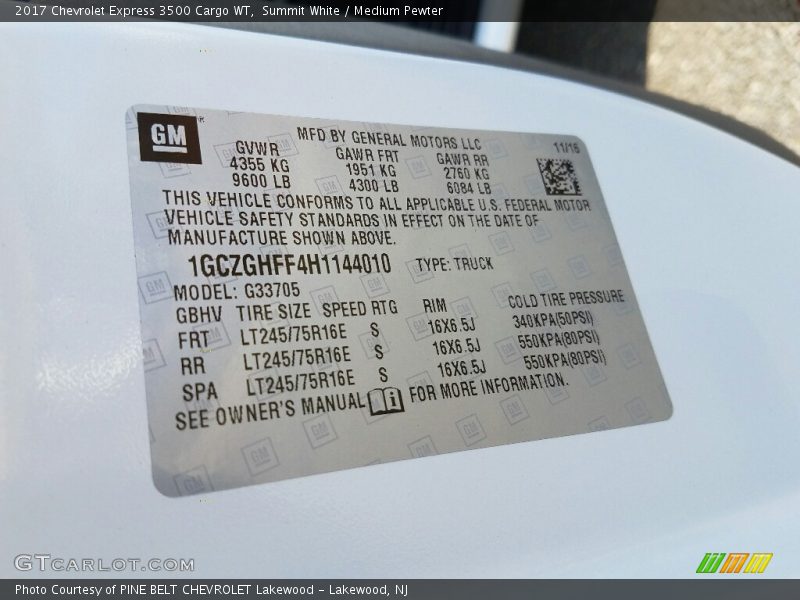 2017 Chevrolet Express 3500 Cargo WT, Summit White / Medium Pewter
GM
MFD BY GENERAL MOTORS LLC 11/16
GVWR GAWR FRT GAWR RR
4355 KG 1951 KG 2760 KG
9600 LB 4300 LB 6084 LB
THIS VEHICLE CONFORMS TO ALL APPLICABLE U.S. FEDERAL MOTOR
VEHICLE SAFETY STANDARDS IN EFFECT ON THE DATE OF
MANUFACTURE SHOWN ABOVE.
1GCZGHFF4H1144010 TYPE: TRUCK
MODEL: G33705
GBHV TIRE SIZE SPEED RTG RIM COLD TIRE PRESSURE
FRT LT245/75R16E S 16X6.5J 340KPA(50PSI)
RR LT245/75R16E S 16X6.5J 550KPA(80PSI)
SPA LT245/75R16E S 16X6.5J 550KPA(80PSI)
SEE OWNER'S MANUAL FOR MORE INFORMATION.
GTCARLOT.COM
Photo Courtesy of PINE BELT CHEVROLET Lakewood - Lakewood, NJ